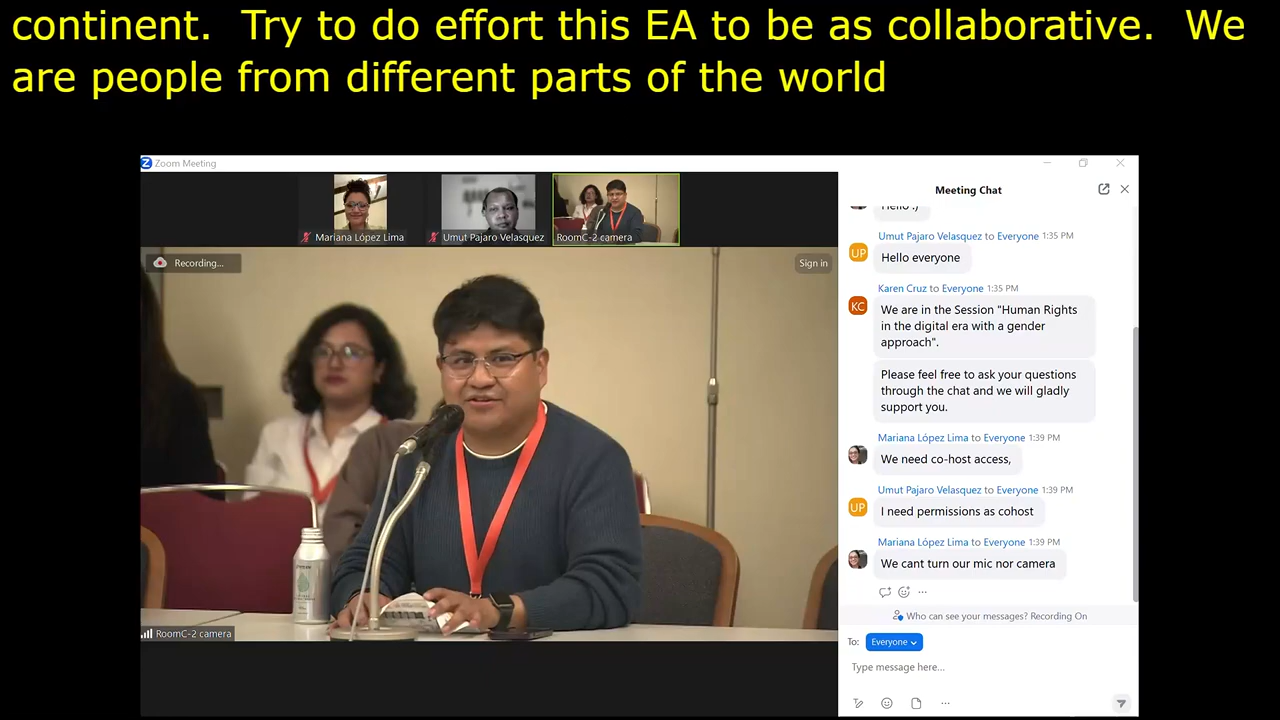 continent.  Try to do effort this EA to be as collaborative.  We
are people from different parts of the world
Zoom Meeting
Mariana López Lima
Umut Pajaro Velasquez
RoomC-2 camera
Recording...
Sign in
RoomC-2 camera
Meeting Chat
Hello :)
Umut Pajaro Velasquez to Everyone 1:35 PM
UP
Hello everyone
Karen Cruz to Everyone 1:35 PM
KC
We are in the Session "Human Rights
in the digital era with a gender
approach".
Please feel free to ask your questions
through the chat and we will gladly
support you.
Mariana López Lima to Everyone 1:39 PM
We need co-host access,
Umut Pajaro Velasquez to Everyone 1:39 PM
UP
I need permissions as cohost
Mariana López Lima to Everyone 1:39 PM
We cant turn our mic nor camera
Who can see your messages? Recording On
To: Everyone
Type message here...